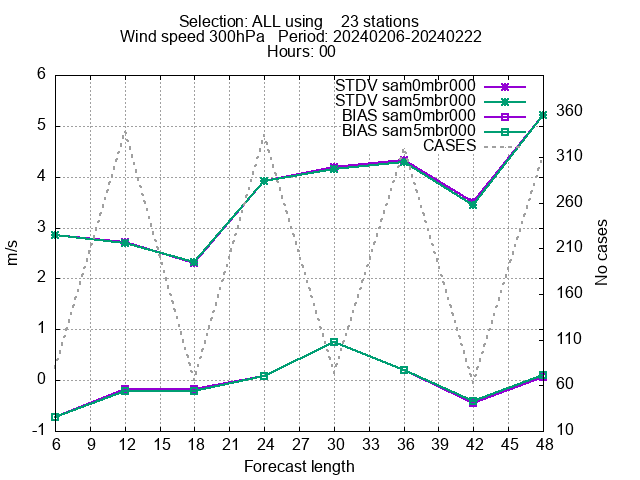 Selection: ALL using    23 stations
Wind speed 300hPa   Period: 20240206-20240222
Hours: 00
STDV sam0mbr000
STDV sam5mbr000
BIAS sam0mbr000
BIAS sam5mbr000
CASES
6
5
4
3
2
1
0
-1
m/s
360
310
260
210
160
110
60
10
No cases
6 9 12 15 18 21 24 27 30 33 36 39 42 45 48
Forecast length